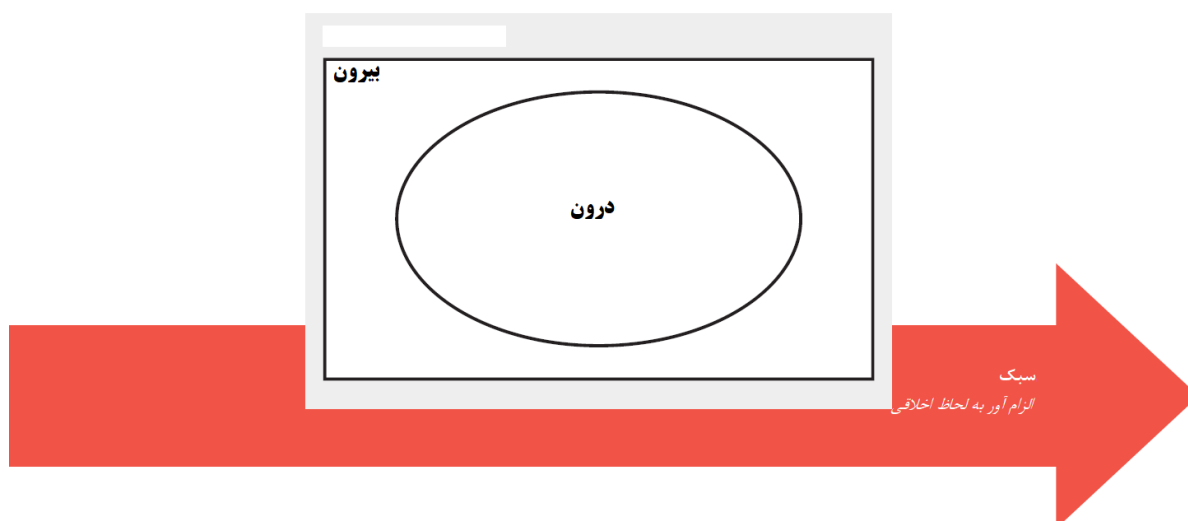 بیرون
درون
سبک
الزام آور به لحاظ اخلاقی